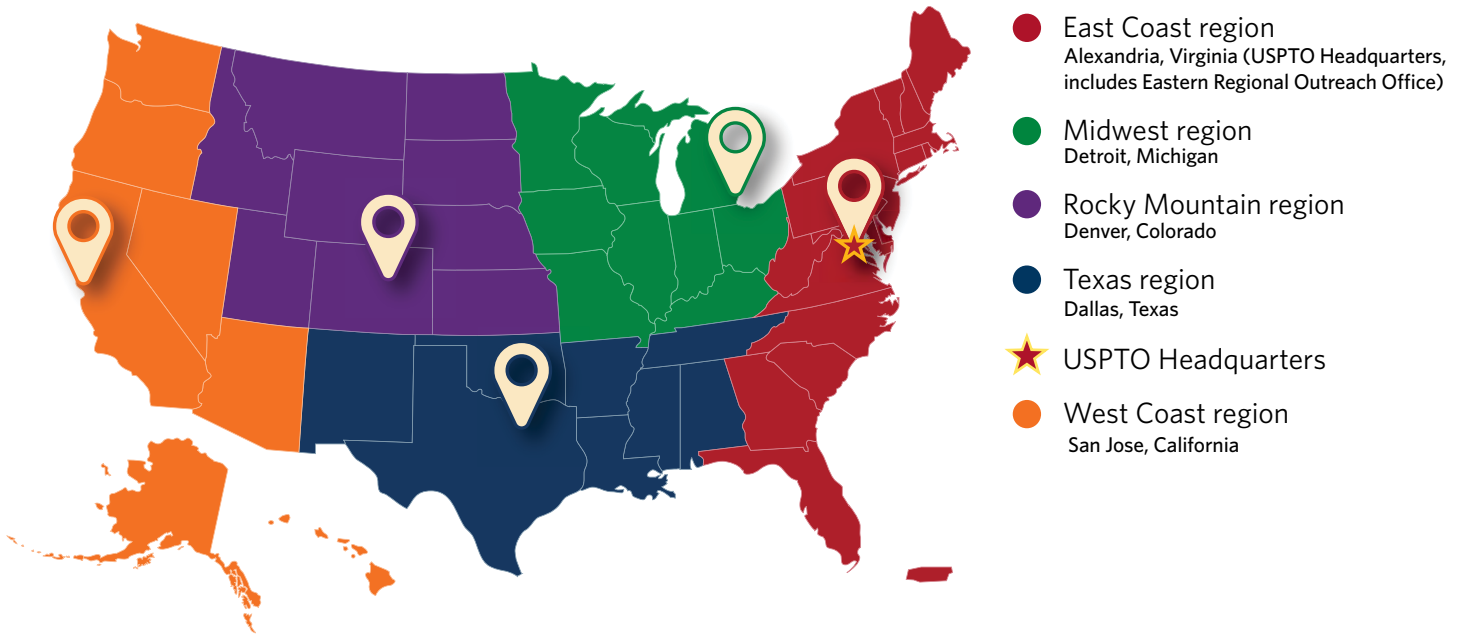 East Coast region
Alexandria, Virginia (USPTO Headquarters,
includes Eastern Regional Outreach Office)
Midwest region
Detroit, Michigan
Rocky Mountain region
Denver, Colorado
Texas region
Dallas, Texas
USPTO Headquarters
West Coast region
San Jose, California